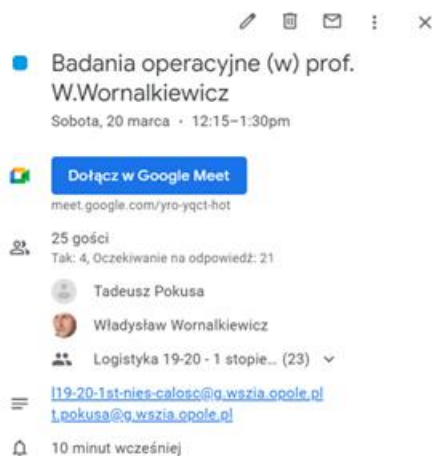 Badania operacyjne (w) prof.
W.Wornalkiewicz
Sobota, 20 marca · 12:15–1:30pm
Dołącz w Google Meet
meet.google.com/yro-yqct-hot
25 gości
Tak: 4, Oczekiwanie na odpowiedź: 21
Tadeusz Pokusa
Władysław Wornalkiewicz
Logistyka 19-20 - 1 stopie... (23)
l19-20-1st-nies-calosc@g.wszia.opole.pl
t.pokusa@g.wszia.opole.pl
10 minut wcześniej